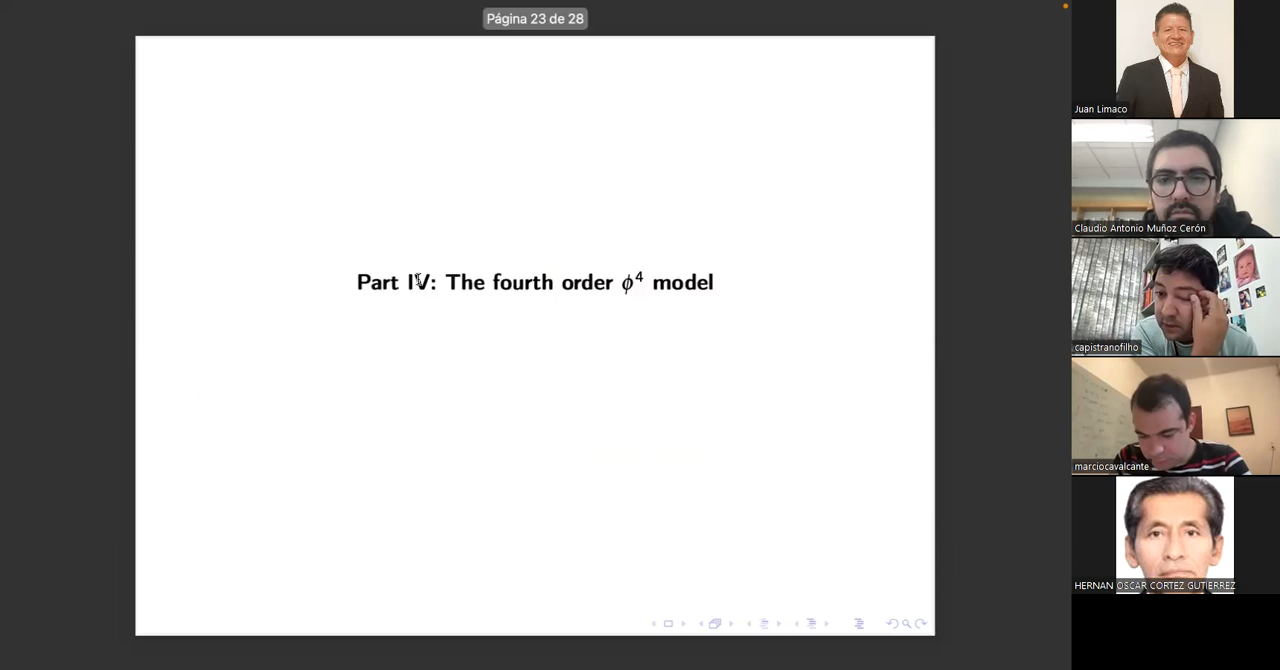 Página 23 de 28
Part IV: The fourth order ϕ⁴ model
Juan Limaco
Claudio Antonio Muñoz Cerón
capistranofilho
marciocavalcante
HERNAN OSCAR CORTEZ GUTIERREZ